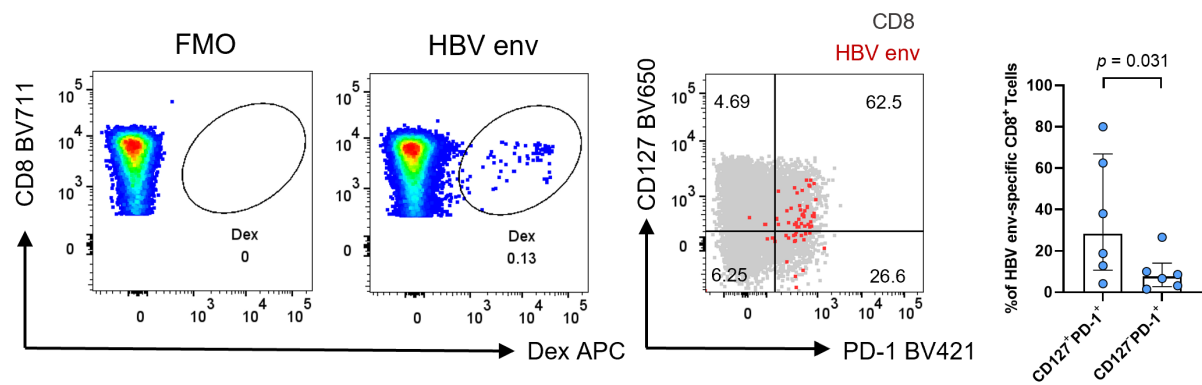 FMO
HBV env
CD8 BV711
10⁵
10⁴
10³
0
Dex
0
0
10³
10⁴
10⁵
10⁵
10⁴
10³
0
Dex
0.13
0
10³
10⁴
10⁵
Dex APC
CD8
HBV env
CD127 BV650
10⁵
10⁴
10³
0
4.69
62.5
6.25
26.6
0
10³
10⁴
10⁵
PD-1 BV421
p = 0.031
%of HBV env-specific CD8⁺ Tcells
100
80
60
40
20
0
CD127⁺PD-1⁺
CD127⁻PD-1⁺